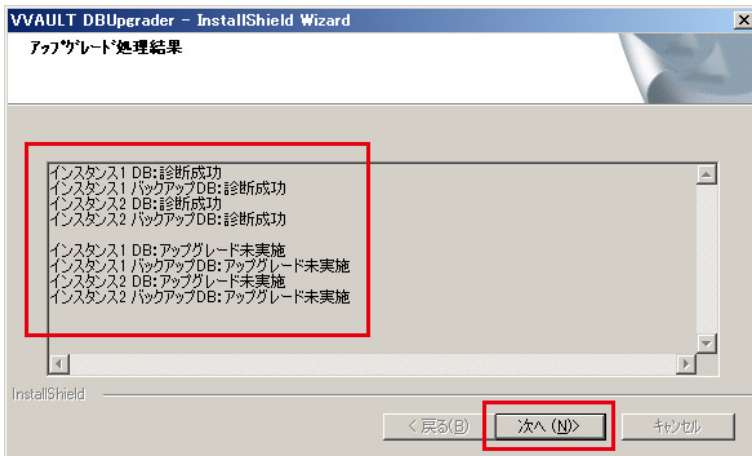 VVAULT DBUpgrader - InstallShield Wizard
ｱｯﾌﾟｸﾞﾚｰﾄﾞ処理結果
インスタンス1 DB:診断成功
インスタンス1 バックアップDB:診断成功
インスタンス2 DB:診断成功
インスタンス2 バックアップDB:診断成功
インスタンス1 DB:アップグレード未実施
インスタンス1 バックアップDB:アップグレード未実施
インスタンス2 DB:アップグレード未実施
インスタンス2 バックアップDB:アップグレード未実施
InstallShield
< 戻る(B)
次へ (N)>
ｷｬﾝｾﾙ